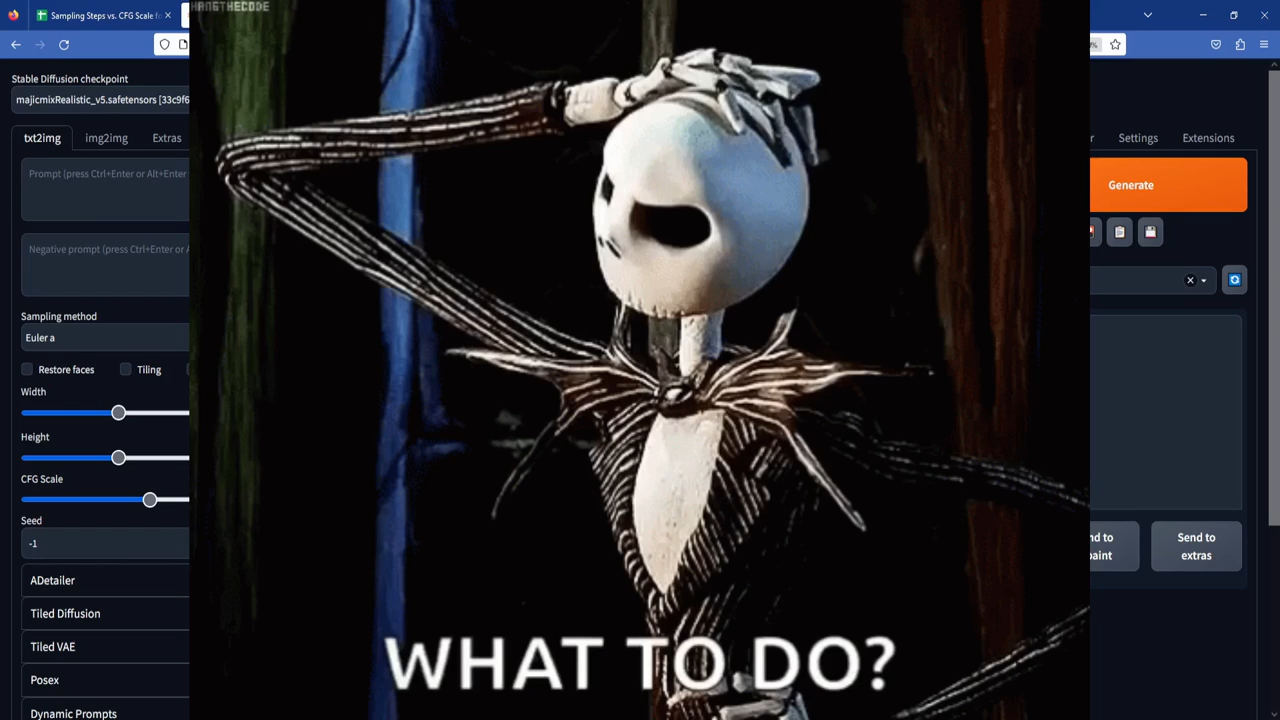 HANGTHECODE
Sampling Steps vs. CFG Scale f
Stable Diffusion checkpoint
majicmixRealistic_v5.safetensors [33c9f6
txt2img
img2img
Extras
Settings
Extensions
Prompt (press Ctrl+Enter or Alt+Enter
Generate
Negative prompt (press Ctrl+Enter or A
Sampling method
Euler a
Restore faces
Tiling
Width
Height
CFG Scale
Seed
-1
nd to
aint
Send to
extras
ADetailer
Tiled Diffusion
Tiled VAE
Posex
Dynamic Prompts
WHAT TO DO?